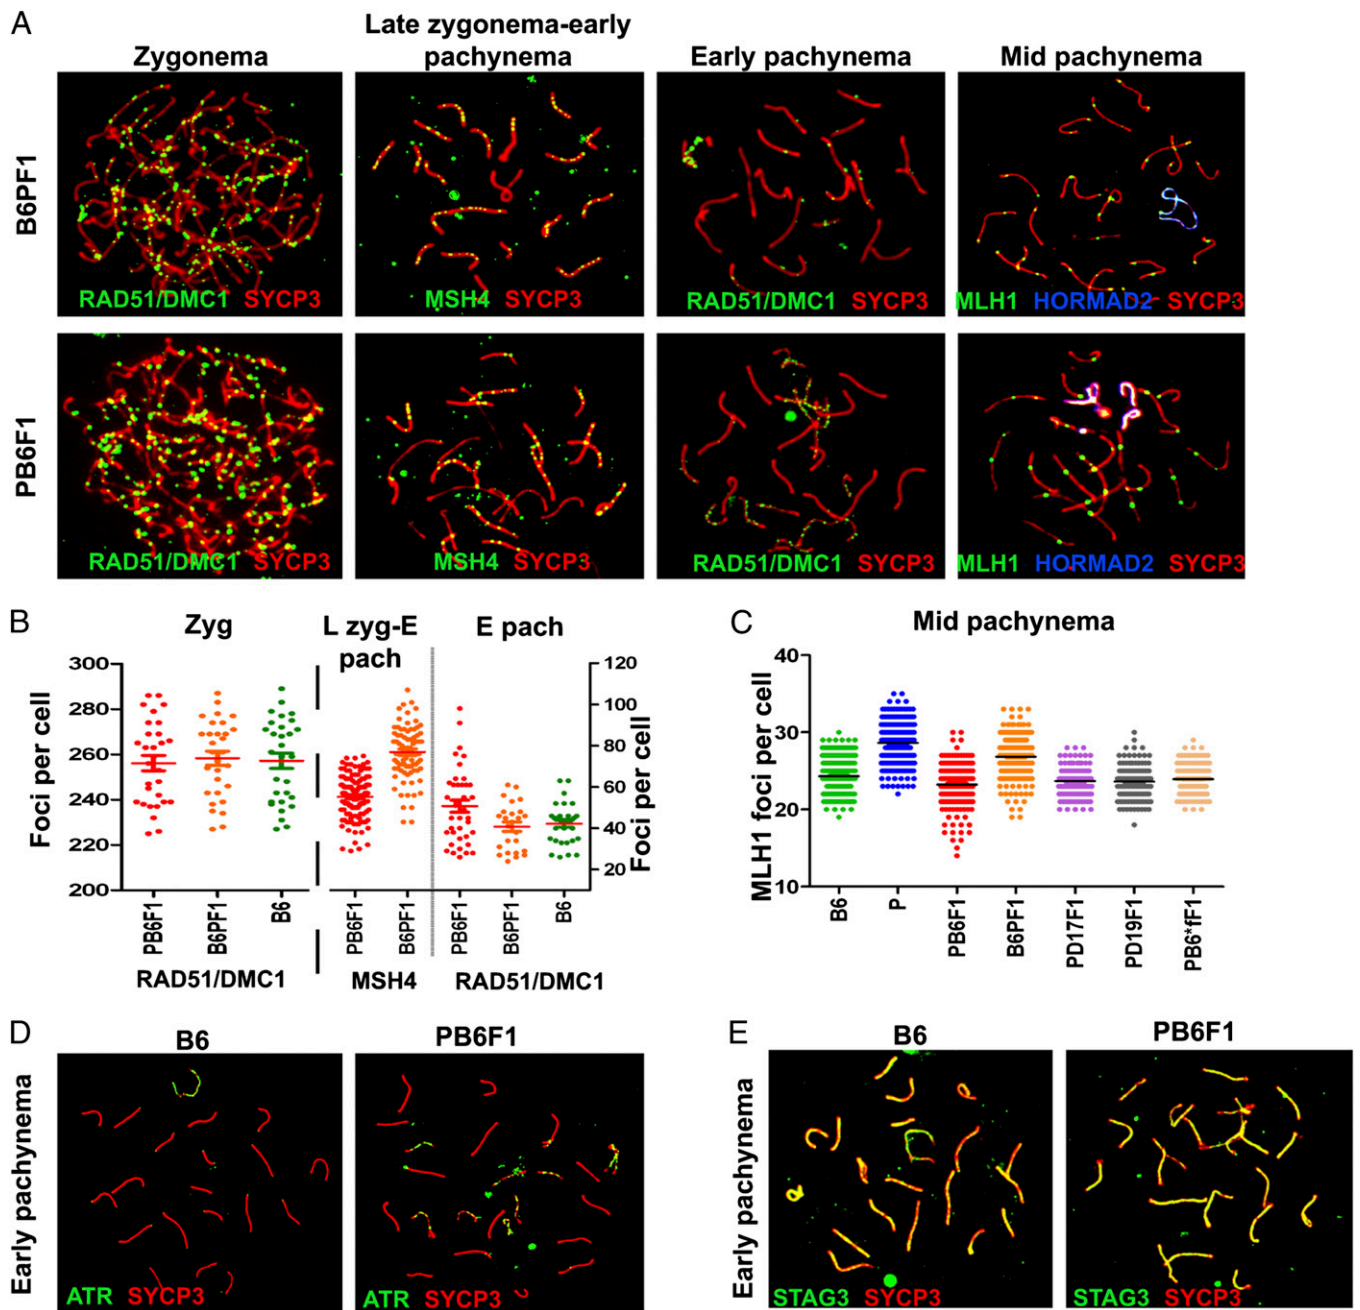 A
Zygonema
Late zygonema-early
pachynema
Early pachynema
Mid pachynema
B6PF1
RAD51/DMC1 SYCP3
MSH4 SYCP3
RAD51/DMC1 SYCP3
MLH1 HORMAD2 SYCP3
PB6F1
RAD51/DMC1 SYCP3
MSH4 SYCP3
RAD51/DMC1 SYCP3
MLH1 HORMAD2 SYCP3
B
Zyg
L zyg-E
pach
E pach
Foci per cell
300
280
260
240
220
200
120
100
80
60
40
20
Foci per cell
PB6F1
B6PF1
B6
PB6F1
B6PF1
PB6F1
B6PF1
B6
RAD51/DMC1
MSH4
RAD51/DMC1
C
Mid pachynema
MLH1 foci per cell
40
30
20
10
B6
P
PB6F1
B6PF1
PD17F1
PD19F1
PB6*fF1
D
B6
PB6F1
Early pachynema
ATR SYCP3
ATR SYCP3
E
B6
PB6F1
Early pachynema
STAG3 SYCP3
STAG3 SYCP3